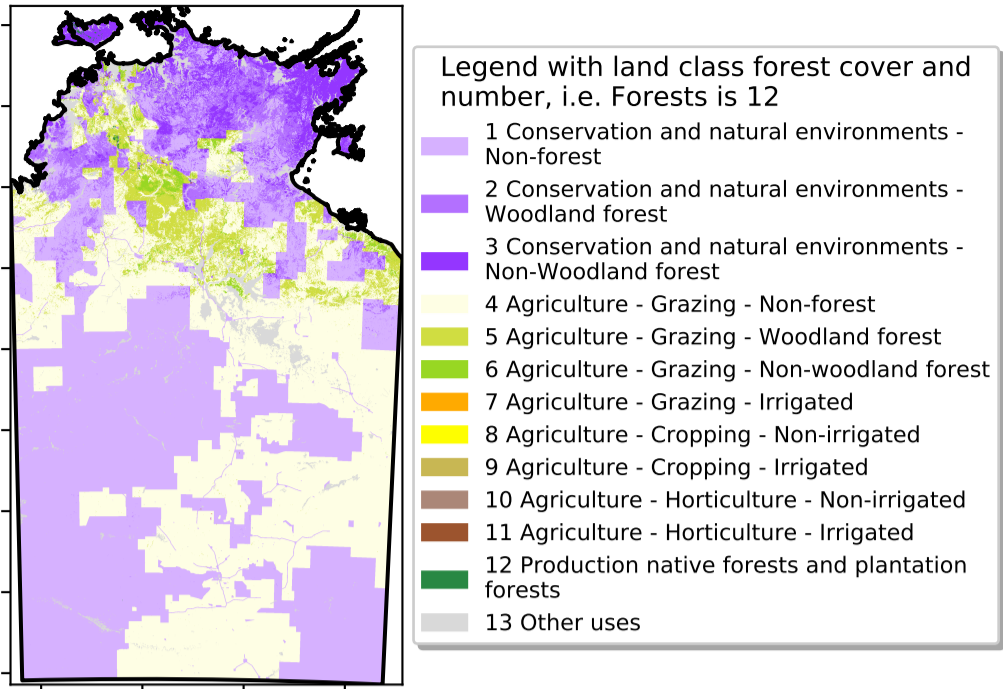 Legend with land class forest cover and
number, i.e. Forests is 12
1 Conservation and natural environments -
Non-forest
2 Conservation and natural environments -
Woodland forest
3 Conservation and natural environments -
Non-Woodland forest
4 Agriculture - Grazing - Non-forest
5 Agriculture - Grazing - Woodland forest
6 Agriculture - Grazing - Non-woodland forest
7 Agriculture - Grazing - Irrigated
8 Agriculture - Cropping - Non-irrigated
9 Agriculture - Cropping - Irrigated
10 Agriculture - Horticulture - Non-irrigated
11 Agriculture - Horticulture - Irrigated
12 Production native forests and plantation
forests
13 Other uses